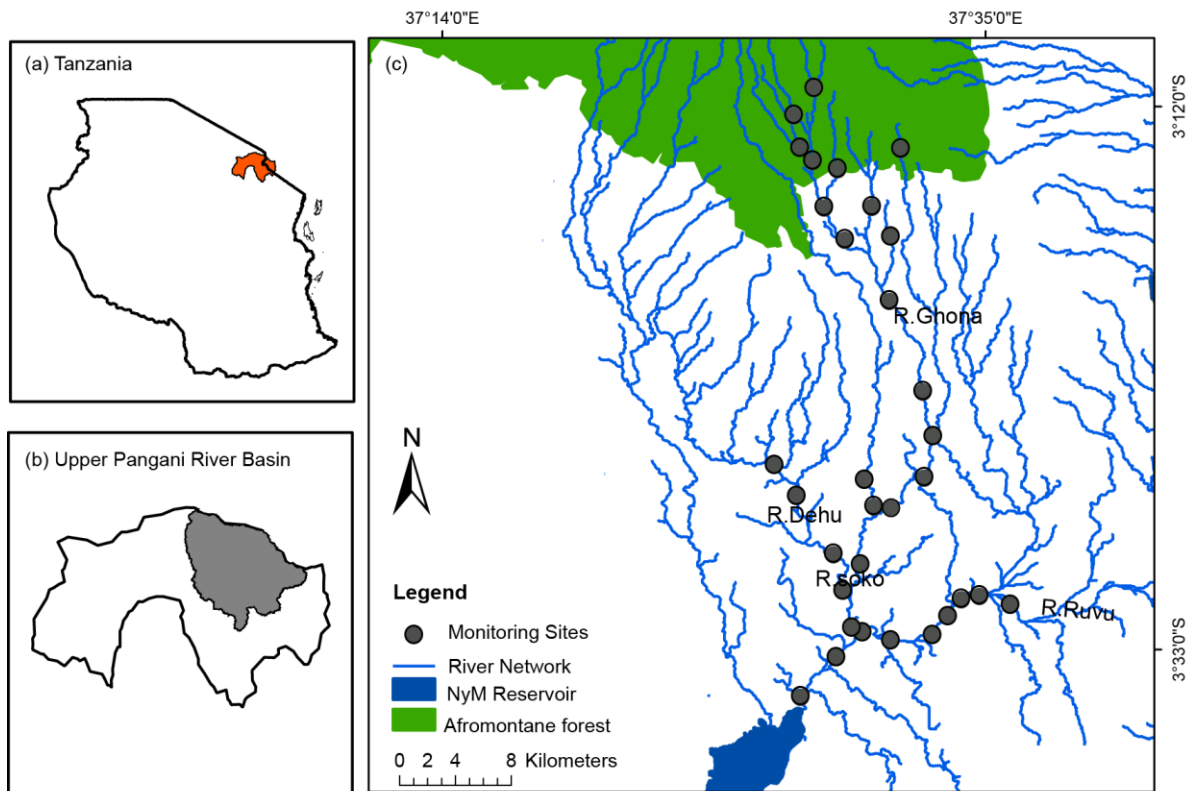 37°14'0"E
37°35'0"E
(a) Tanzania
(c)
3°12'0"S
R.Ghona
(b) Upper Pangani River Basin
N
R.Dehu
R.soko
R.Ruvu
3°33'0"S
Legend
Monitoring Sites
River Network
NyM Reservoir
Afromontane forest
0 2 4 8 Kilometers